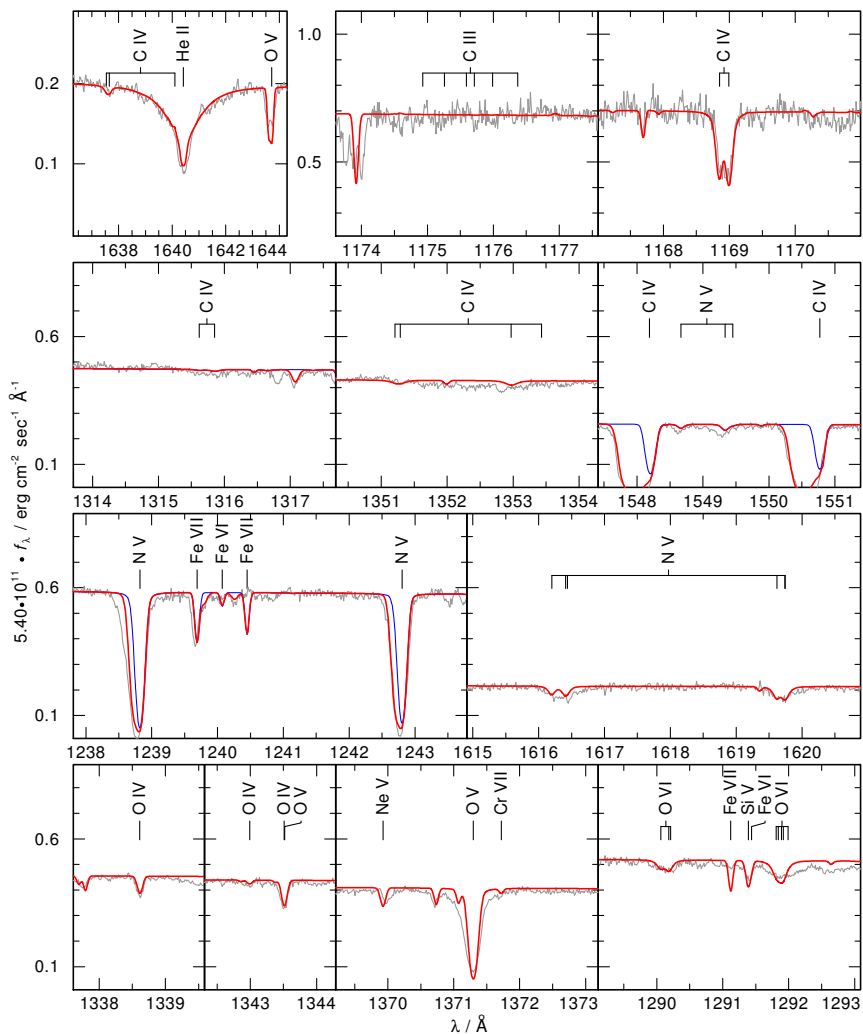 C IV
He II
O V
0.2
0.1
1638 1640 1642 1644
C III
1.0
0.5
1174 1175 1176 1177
C IV
1168 1169 1170
C IV
0.6
0.1
1314 1315 1316 1317
C IV
1351 1352 1353 1354
C IV
N V
C IV
1548 1549 1550 1551
N V
Fe VII
Fe VI
Fe VII
N V
0.6
0.1
1238 1239 1240 1241 1242 1243
N V
1615 1616 1617 1618 1619 1620
O IV
0.6
0.1
1338 1339
O IV
O IV
O V
1343 1344
Ne V
O V
Cr VII
1370 1371 1372 1373
O VI
Fe VII
Si V
Fe VI
O VI
1290 1291 1292 1293
5.40•10¹¹ • f_λ / erg cm⁻² sec⁻¹ Å⁻¹
λ / Å